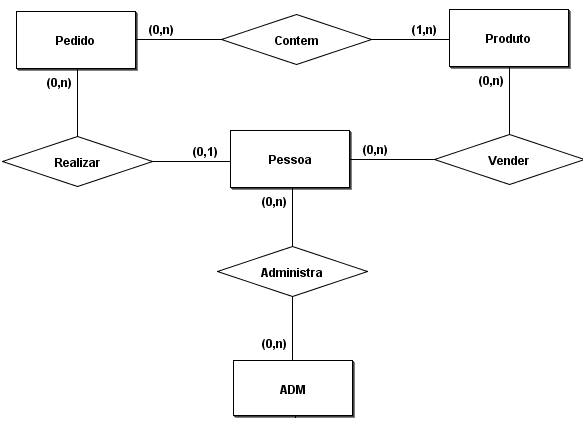 Pedido
(0,n)
Contem
(1,n)
Produto
(0,n)
(0,n)
Realizar
(0,1)
Pessoa
(0,n)
Vender
(0,n)
Administra
(0,n)
ADM